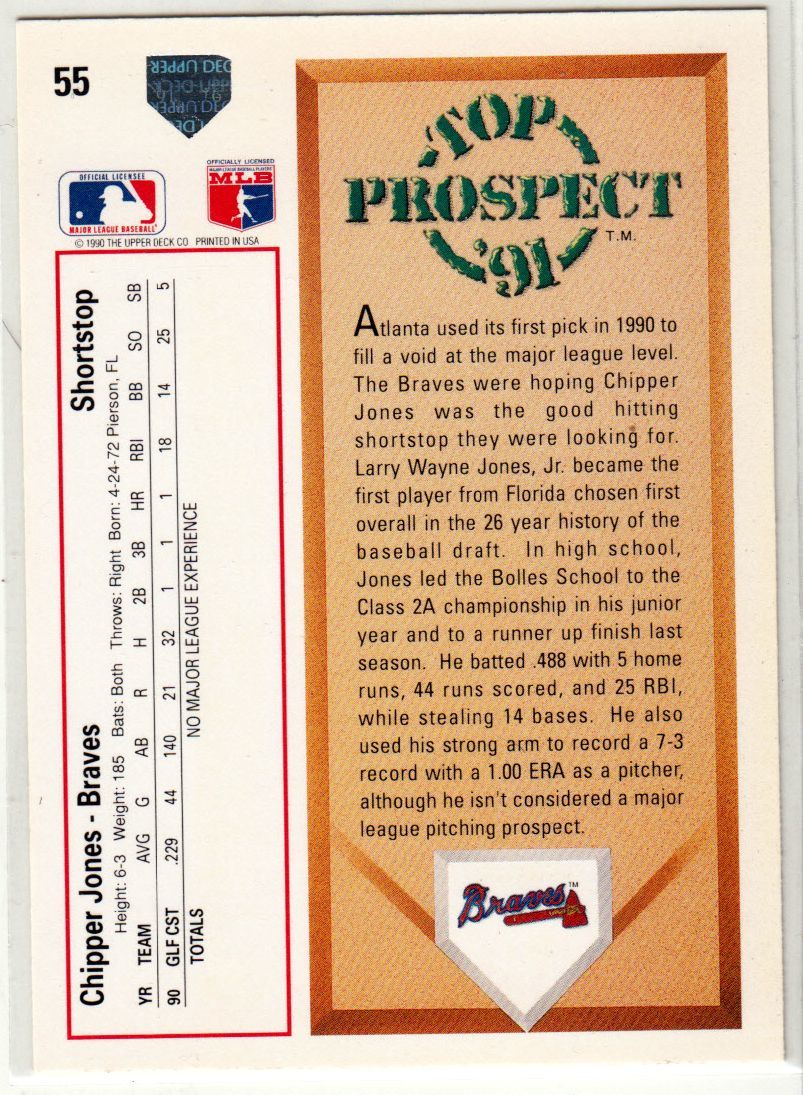 55
OFFICIAL LICENSEE
MAJOR LEAGUE BASEBALL
OFFICIALLY LICENSED
MAJOR LEAGUE BASEBALL PLAYERS
MLB
© 1990 THE UPPER DECK CO PRINTED IN USA
Chipper Jones - Braves Shortstop
Height: 6-3 Weight: 185 Bats: Both Throws: Right Born: 4-24-72 Pierson, FL
YR TEAM AVG G AB R H 2B 3B HR RBI BB SO SB
90 GLF CST .229 44 140 21 32 1 1 1 18 14 25 5
TOTALS NO MAJOR LEAGUE EXPERIENCE
TOP
PROSPECT
'91
T.M.
Atlanta used its first pick in 1990 to
fill a void at the major league level.
The Braves were hoping Chipper
Jones was the good hitting
shortstop they were looking for.
Larry Wayne Jones, Jr. became the
first player from Florida chosen first
overall in the 26 year history of the
baseball draft. In high school,
Jones led the Bolles School to the
Class 2A championship in his junior
year and to a runner up finish last
season. He batted .488 with 5 home
runs, 44 runs scored, and 25 RBI,
while stealing 14 bases. He also
used his strong arm to record a 7-3
record with a 1.00 ERA as a pitcher,
although he isn't considered a major
league pitching prospect.
Braves™